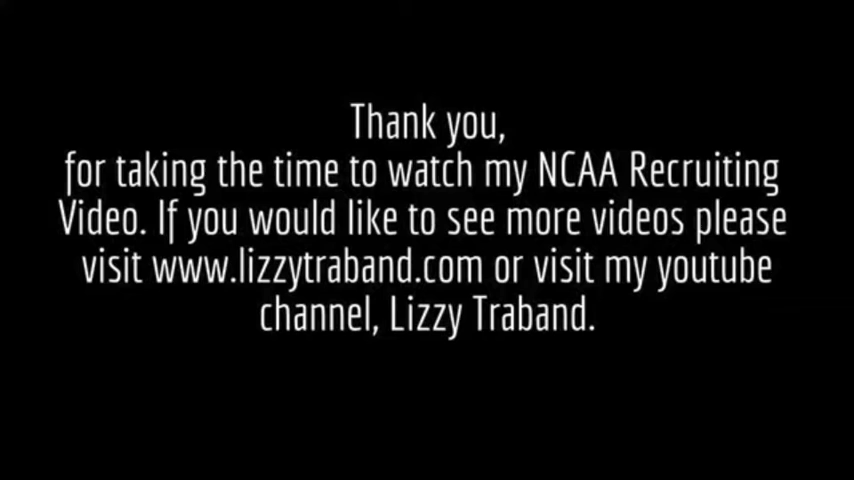 Thank you,
for taking the time to watch my NCAA Recruiting
Video. If you would like to see more videos please
visit www.lizzytraband.com or visit my youtube
channel, Lizzy Traband.